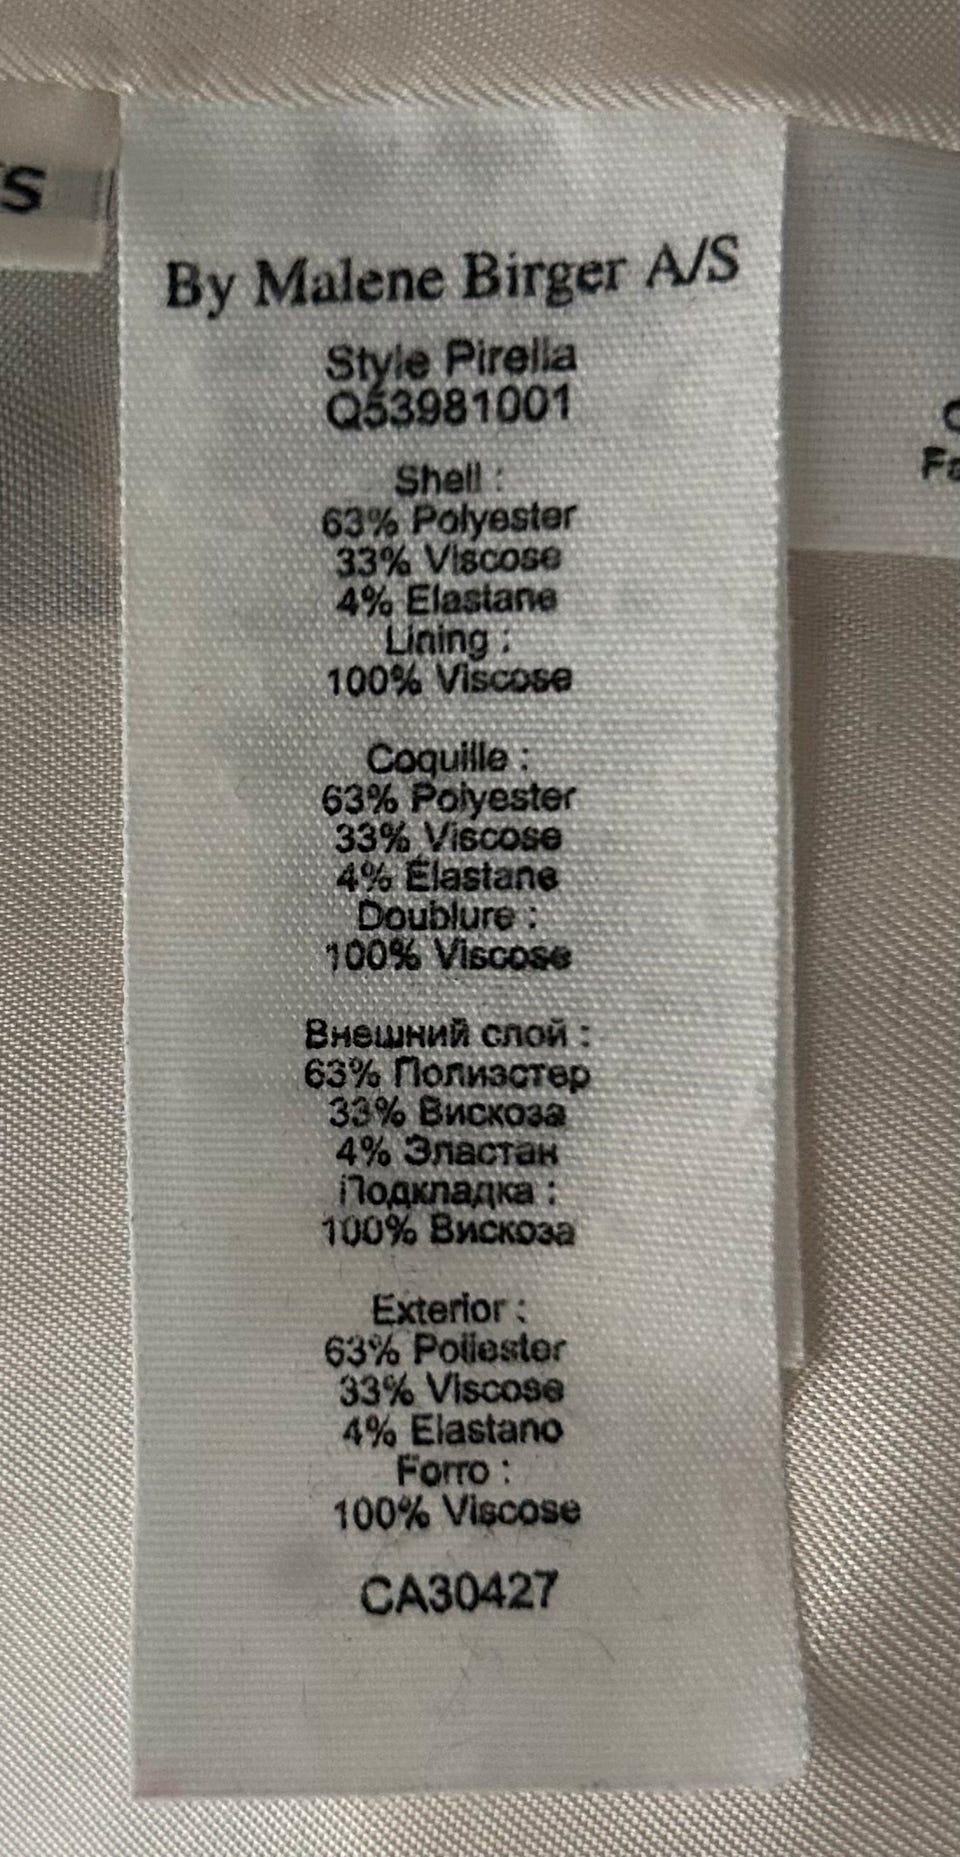 S
By Malene Birger A/S
Style Pirella
Q53981001
Shell :
63% Polyester
33% Viscose
4% Elastane
Lining :
100% Viscose
Coquille :
63% Polyester
33% Viscose
4% Élastane
Doublure :
100% Viscose
Внешний слой :
63% Полиэстер
33% Вискоза
4% Эластан
Подкладка :
100% Вискоза
Exterior :
63% Poliester
33% Viscose
4% Elastano
Forro :
100% Viscose
CA30427